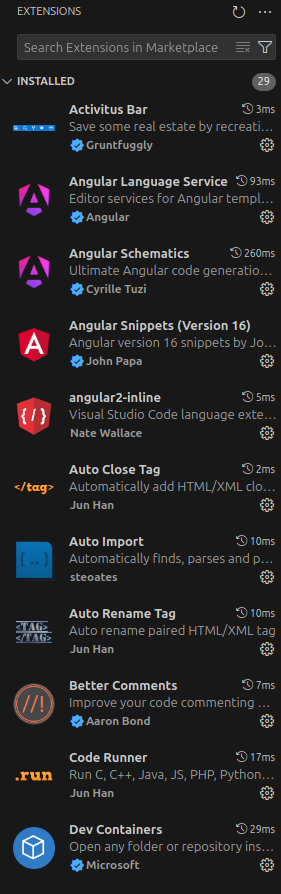 EXTENSIONS
Search Extensions in Marketplace
INSTALLED 29
Activitus Bar 3ms
Save some real estate by recreati...
Gruntfuggly
Angular Language Service 93ms
Editor services for Angular templ...
Angular
Angular Schematics 260ms
Ultimate Angular code generatio...
Cyrille Tuzi
Angular Snippets (Version 16)
Angular version 16 snippets by Jo...
John Papa
angular2-inline 5ms
Visual Studio Code language exte...
Nate Wallace
Auto Close Tag 2ms
</tag> Automatically add HTML/XML clo...
Jun Han
Auto Import 10ms
{..} Automatically finds, parses and p...
steoates
Auto Rename Tag 10ms
<TAG>
</TAG> Auto rename paired HTML/XML tag
Jun Han
Better Comments 7ms
//! Improve your code commenting ...
Aaron Bond
Code Runner 17ms
.run Run C, C++, Java, JS, PHP, Python...
Jun Han
Dev Containers 29ms
Open any folder or repository ins...
Microsoft